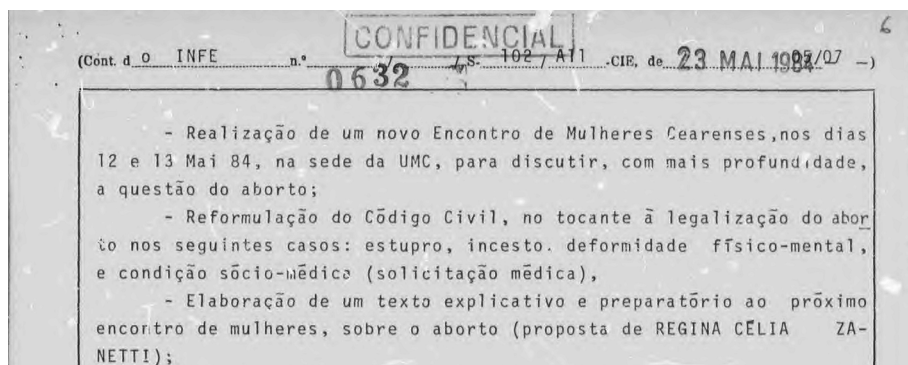 6
CONFIDENCIAL
(Cont. d o INFE n.º 0632 /S- 102 / A11 .CIE, de 23 MAI 1984 /07 —)
- Realização de um novo Encontro de Mulheres Cearenses,nos dias
12 e 13 Mai 84, na sede da UMC, para discutir, com mais profundidade,
a questão do aborto;
- Reformulação do Código Civil, no tocante à legalização do abor
to nos seguintes casos: estupro, incesto. deformidade físico-mental,
e condição sócio-médica (solicitação médica),
- Elaboração de um texto explicativo e preparatório ao próximo
encontro de mulheres, sobre o aborto (proposta de REGINA CÉLIA ZA-
NETTI);